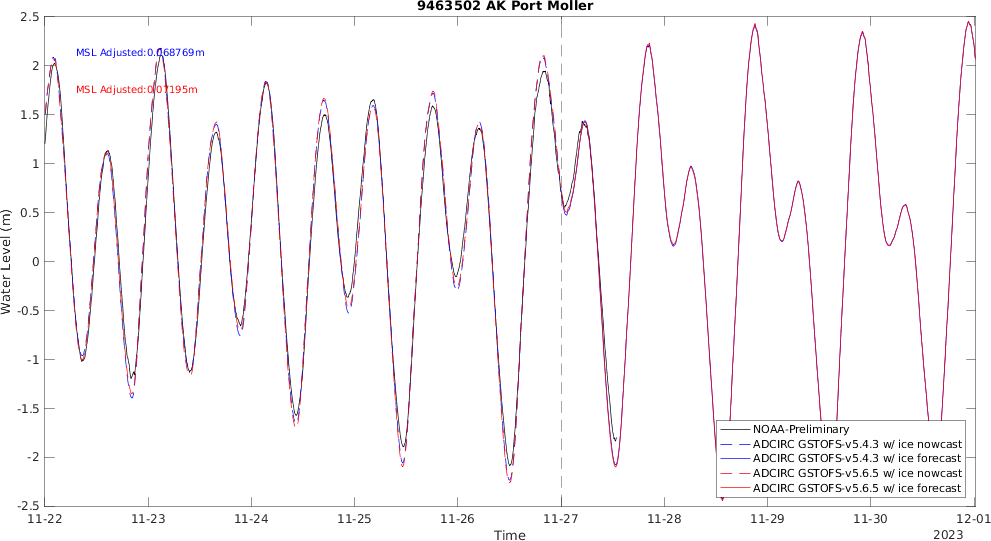 9463502 AK Port Moller
MSL Adjusted:0.068769m
MSL Adjusted:0.07195m
Water Level (m)
2.5
2
1.5
1
0.5
0
-0.5
-1
-1.5
-2
-2.5
NOAA-Preliminary
ADCIRC GSTOFS-v5.4.3 w/ ice nowcast
ADCIRC GSTOFS-v5.4.3 w/ ice forecast
ADCIRC GSTOFS-v5.6.5 w/ ice nowcast
ADCIRC GSTOFS-v5.6.5 w/ ice forecast
11-22 11-23 11-24 11-25 11-26 11-27 11-28 11-29 11-30 12-01
Time
2023